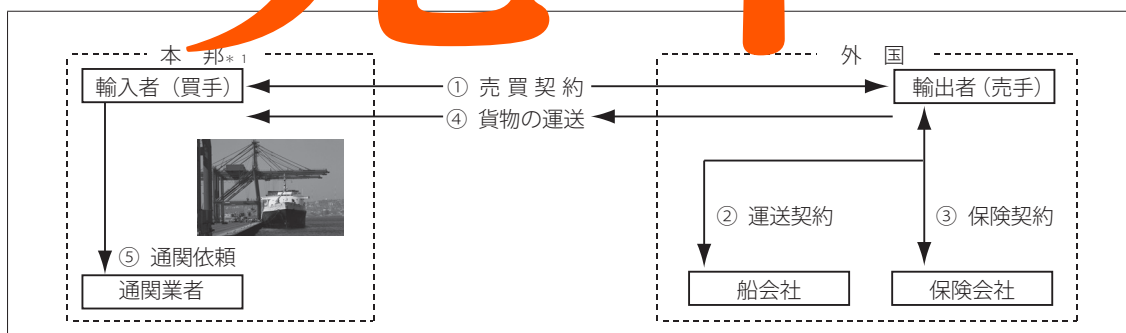 本 邦*1
外 国
輸入者（買手）
① 売 買 契 約
輸出者（売手）
④ 貨物の運送
② 運送契約
③ 保険契約
⑤ 通関依頼
通関業者
船会社
保険会社